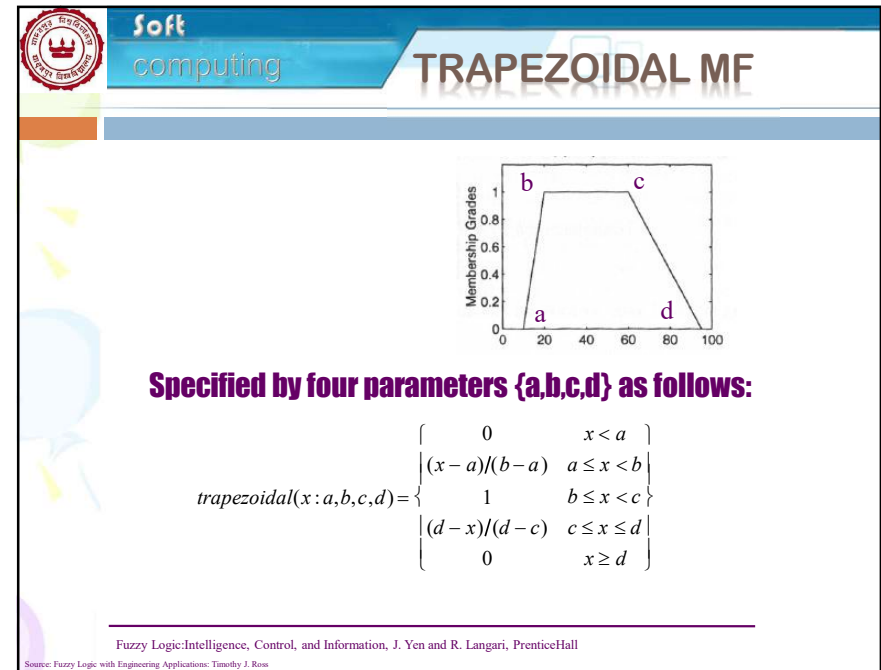 Soft
computing
TRAPEZOIDAL MF
Membership Grades
1
0.8
0.6
0.4
0.2
0
0 20 40 60 80 100
b c
a d
Specified by four parameters {a,b,c,d} as follows:
trapezoidal(x : a,b,c,d) = {
0 x < a
(x − a)/(b − a) a ≤ x < b
1 b ≤ x < c
(d − x)/(d − c) c ≤ x ≤ d
0 x ≥ d
}
Fuzzy Logic:Intelligence, Control, and Information, J. Yen and R. Langari, PrenticeHall
Source: Fuzzy Logic with Engineering Applications: Timothy J. Ross